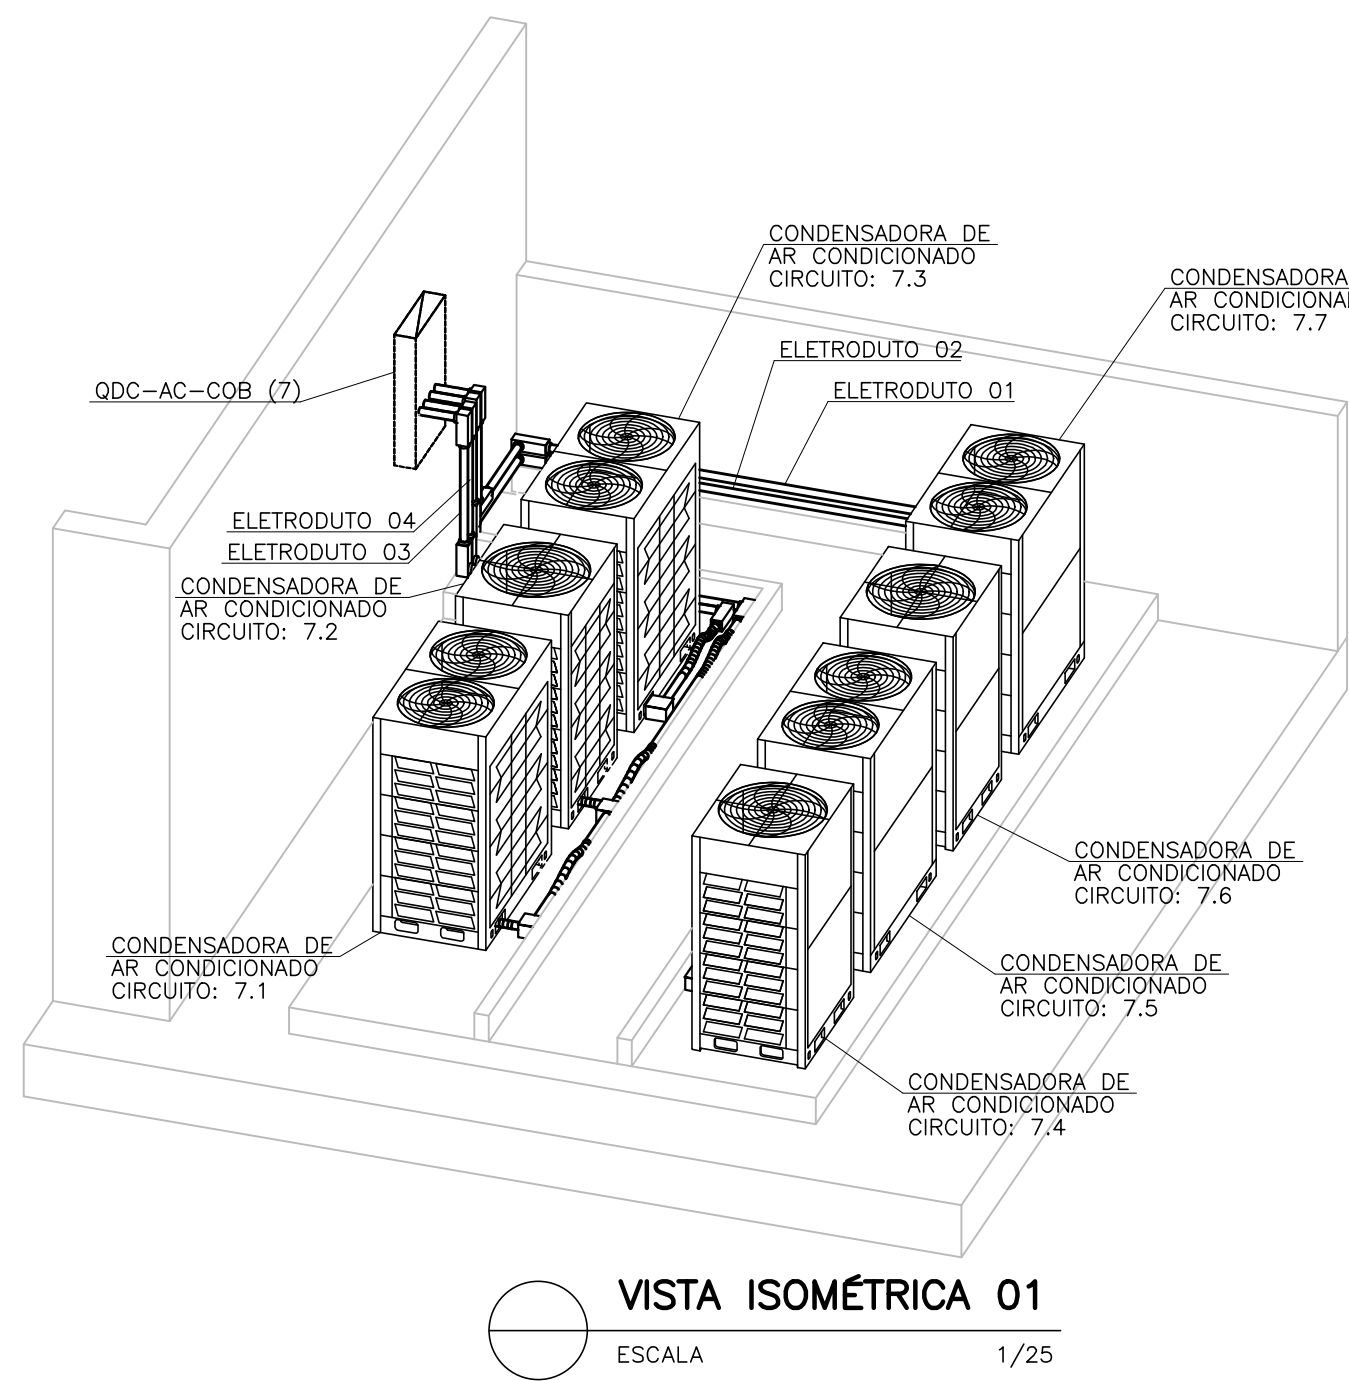 CONDENSADORA DE
AR CONDICIONADO
CIRCUITO: 7.3
CONDENSADORA
AR CONDICIONA
CIRCUITO: 7.7
ELETRODUTO 02
QDC-AC-COB (7)
ELETRODUTO 01
ELETRODUTO 04
ELETRODUTO 03
CONDENSADORA DE
AR CONDICIONADO
CIRCUITO: 7.2
CONDENSADORA DE
AR CONDICIONADO
CIRCUITO: 7.6
CONDENSADORA DE
AR CONDICIONADO
CIRCUITO: 7.1
CONDENSADORA DE
AR CONDICIONADO
CIRCUITO: 7.5
CONDENSADORA DE
AR CONDICIONADO
CIRCUITO: 7.4
VISTA ISOMÉTRICA 01
ESCALA 1/25